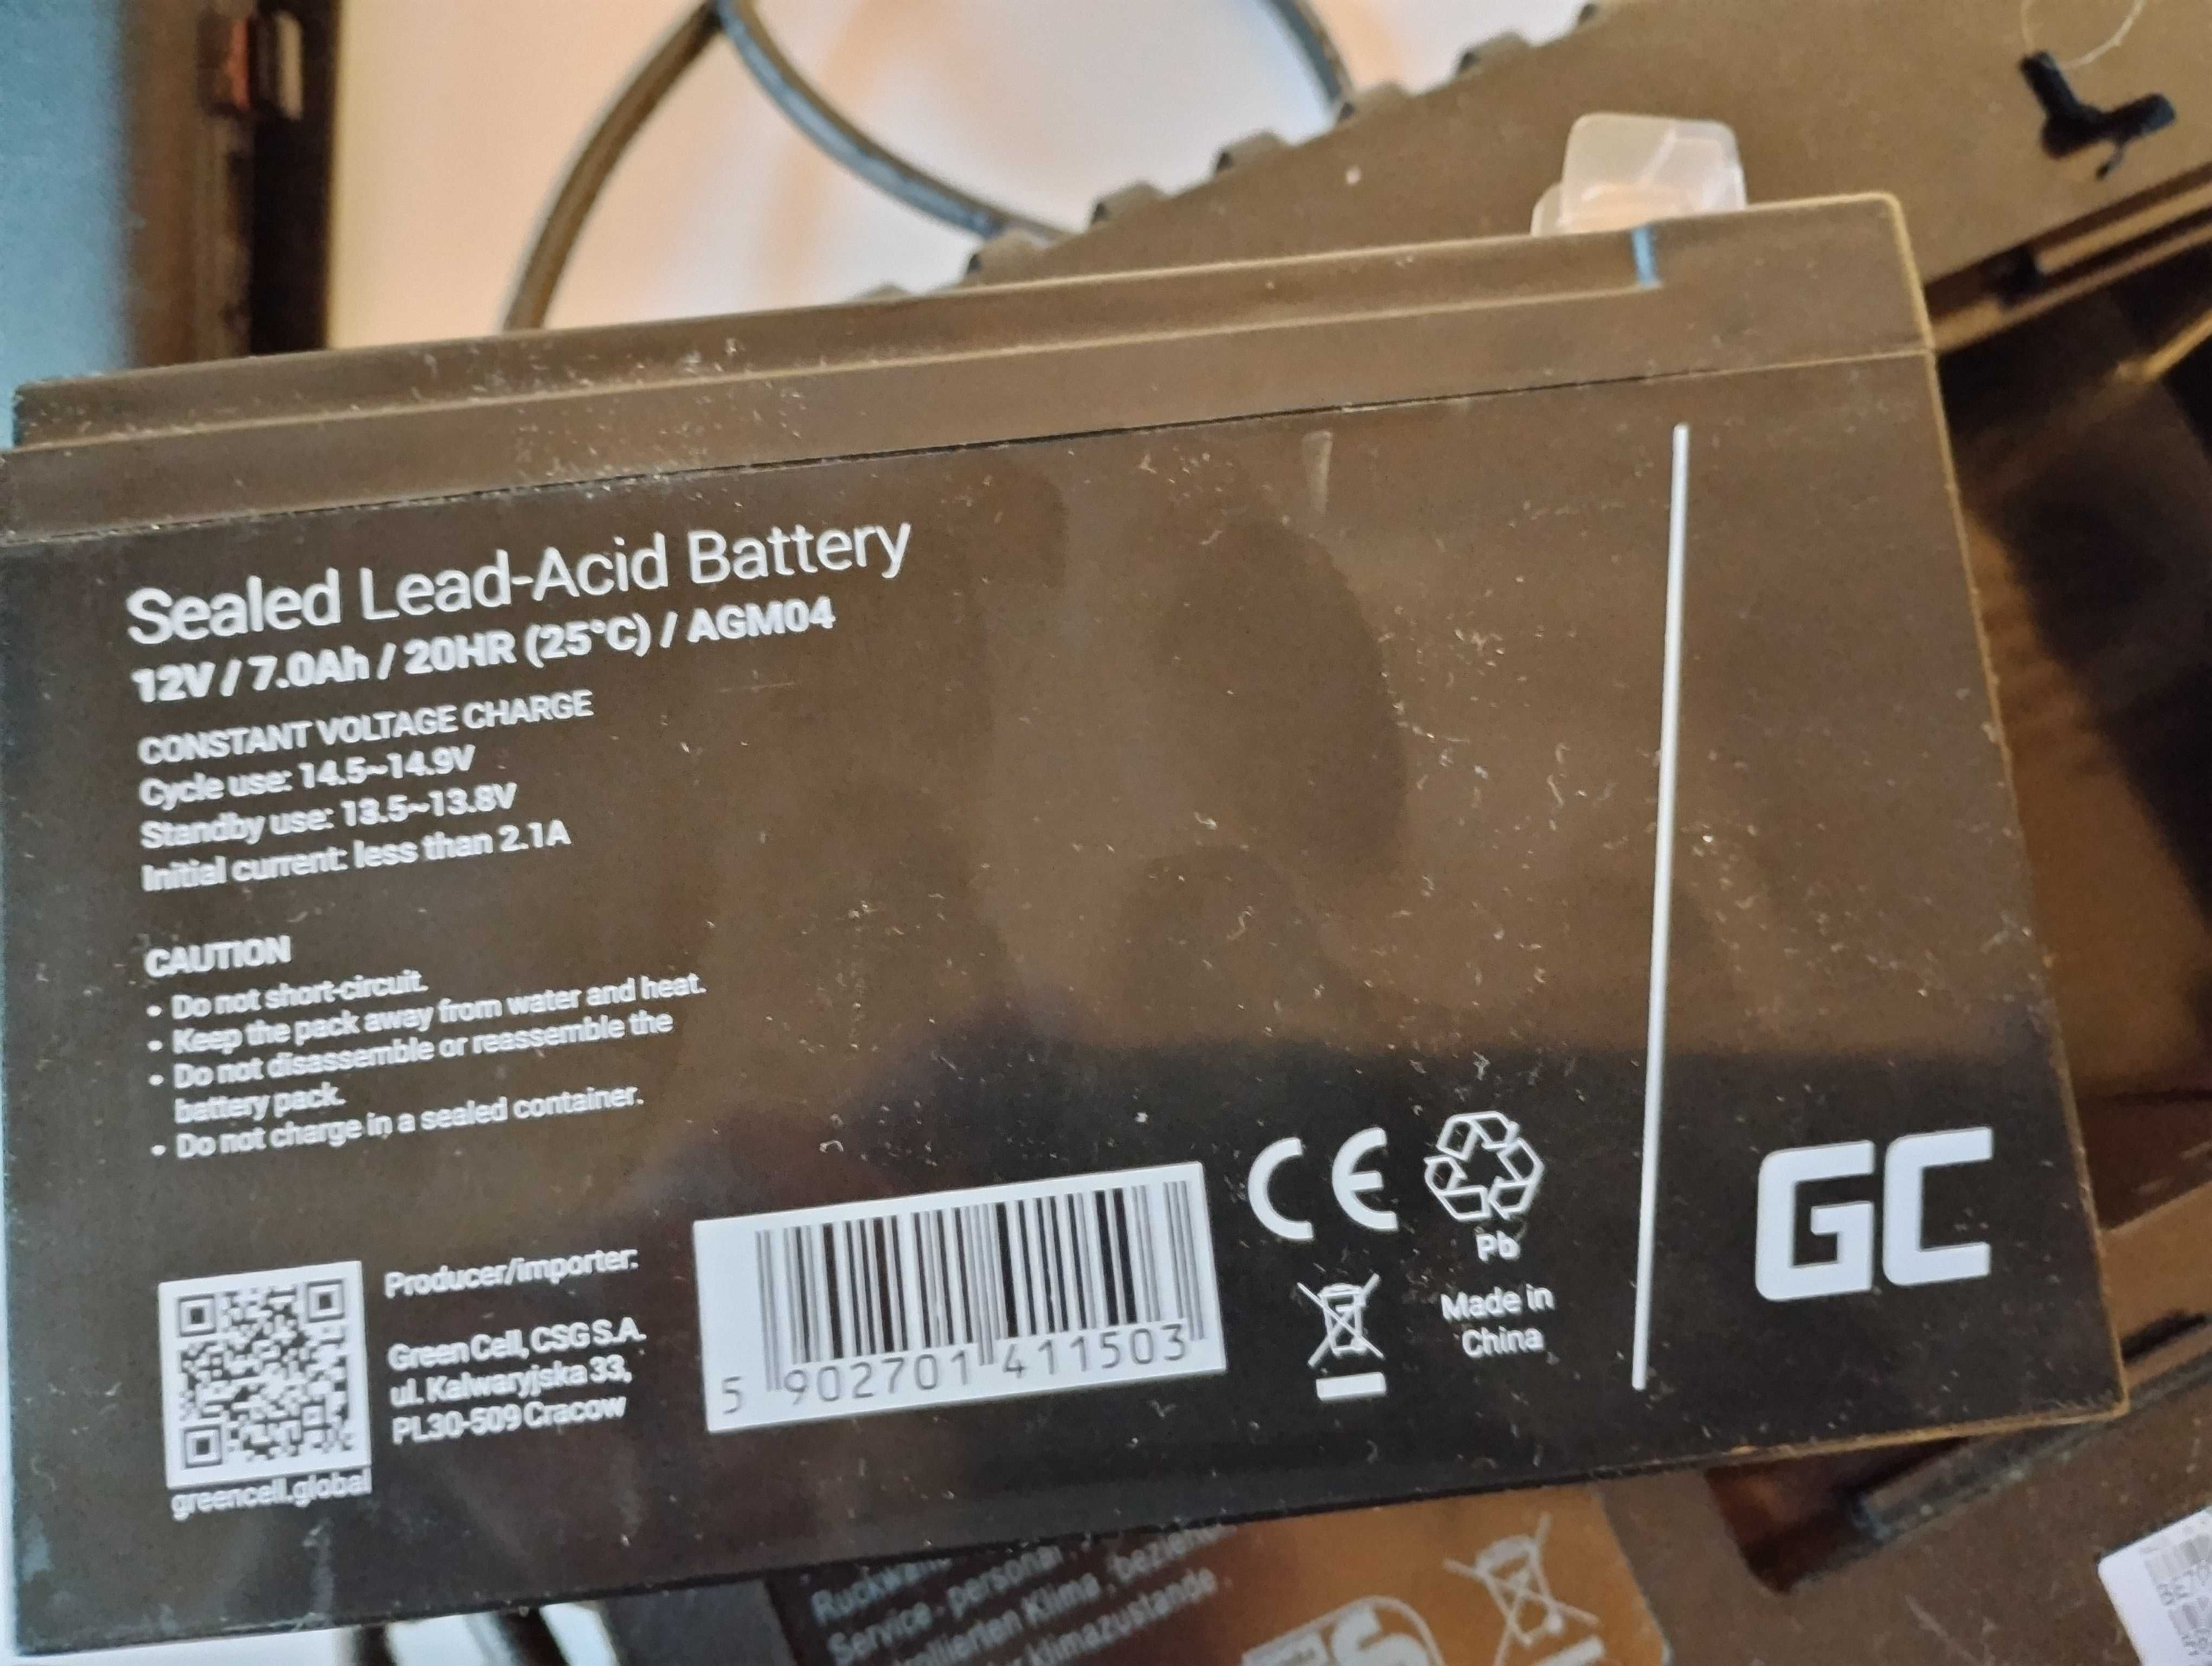 Sealed Lead-Acid Battery
12V / 7.0Ah / 20HR (25°C) / AGM04
CONSTANT VOLTAGE CHARGE
Cycle use: 14.5~14.9V
Standby use: 13.5~13.8V
Initial current: less than 2.1A
CAUTION
• Do not short-circuit.
• Keep the pack away from water and heat.
• Do not disassemble or reassemble the
battery pack.
• Do not charge in a sealed container.
greencell.global
Producer/importer:
Green Cell, CSG S.A.
ul. Kalwaryjska 33,
PL30-509 Cracow
5 902701 411503
CE
Pb
Made in
China
GC
Service - personal
klimazustände